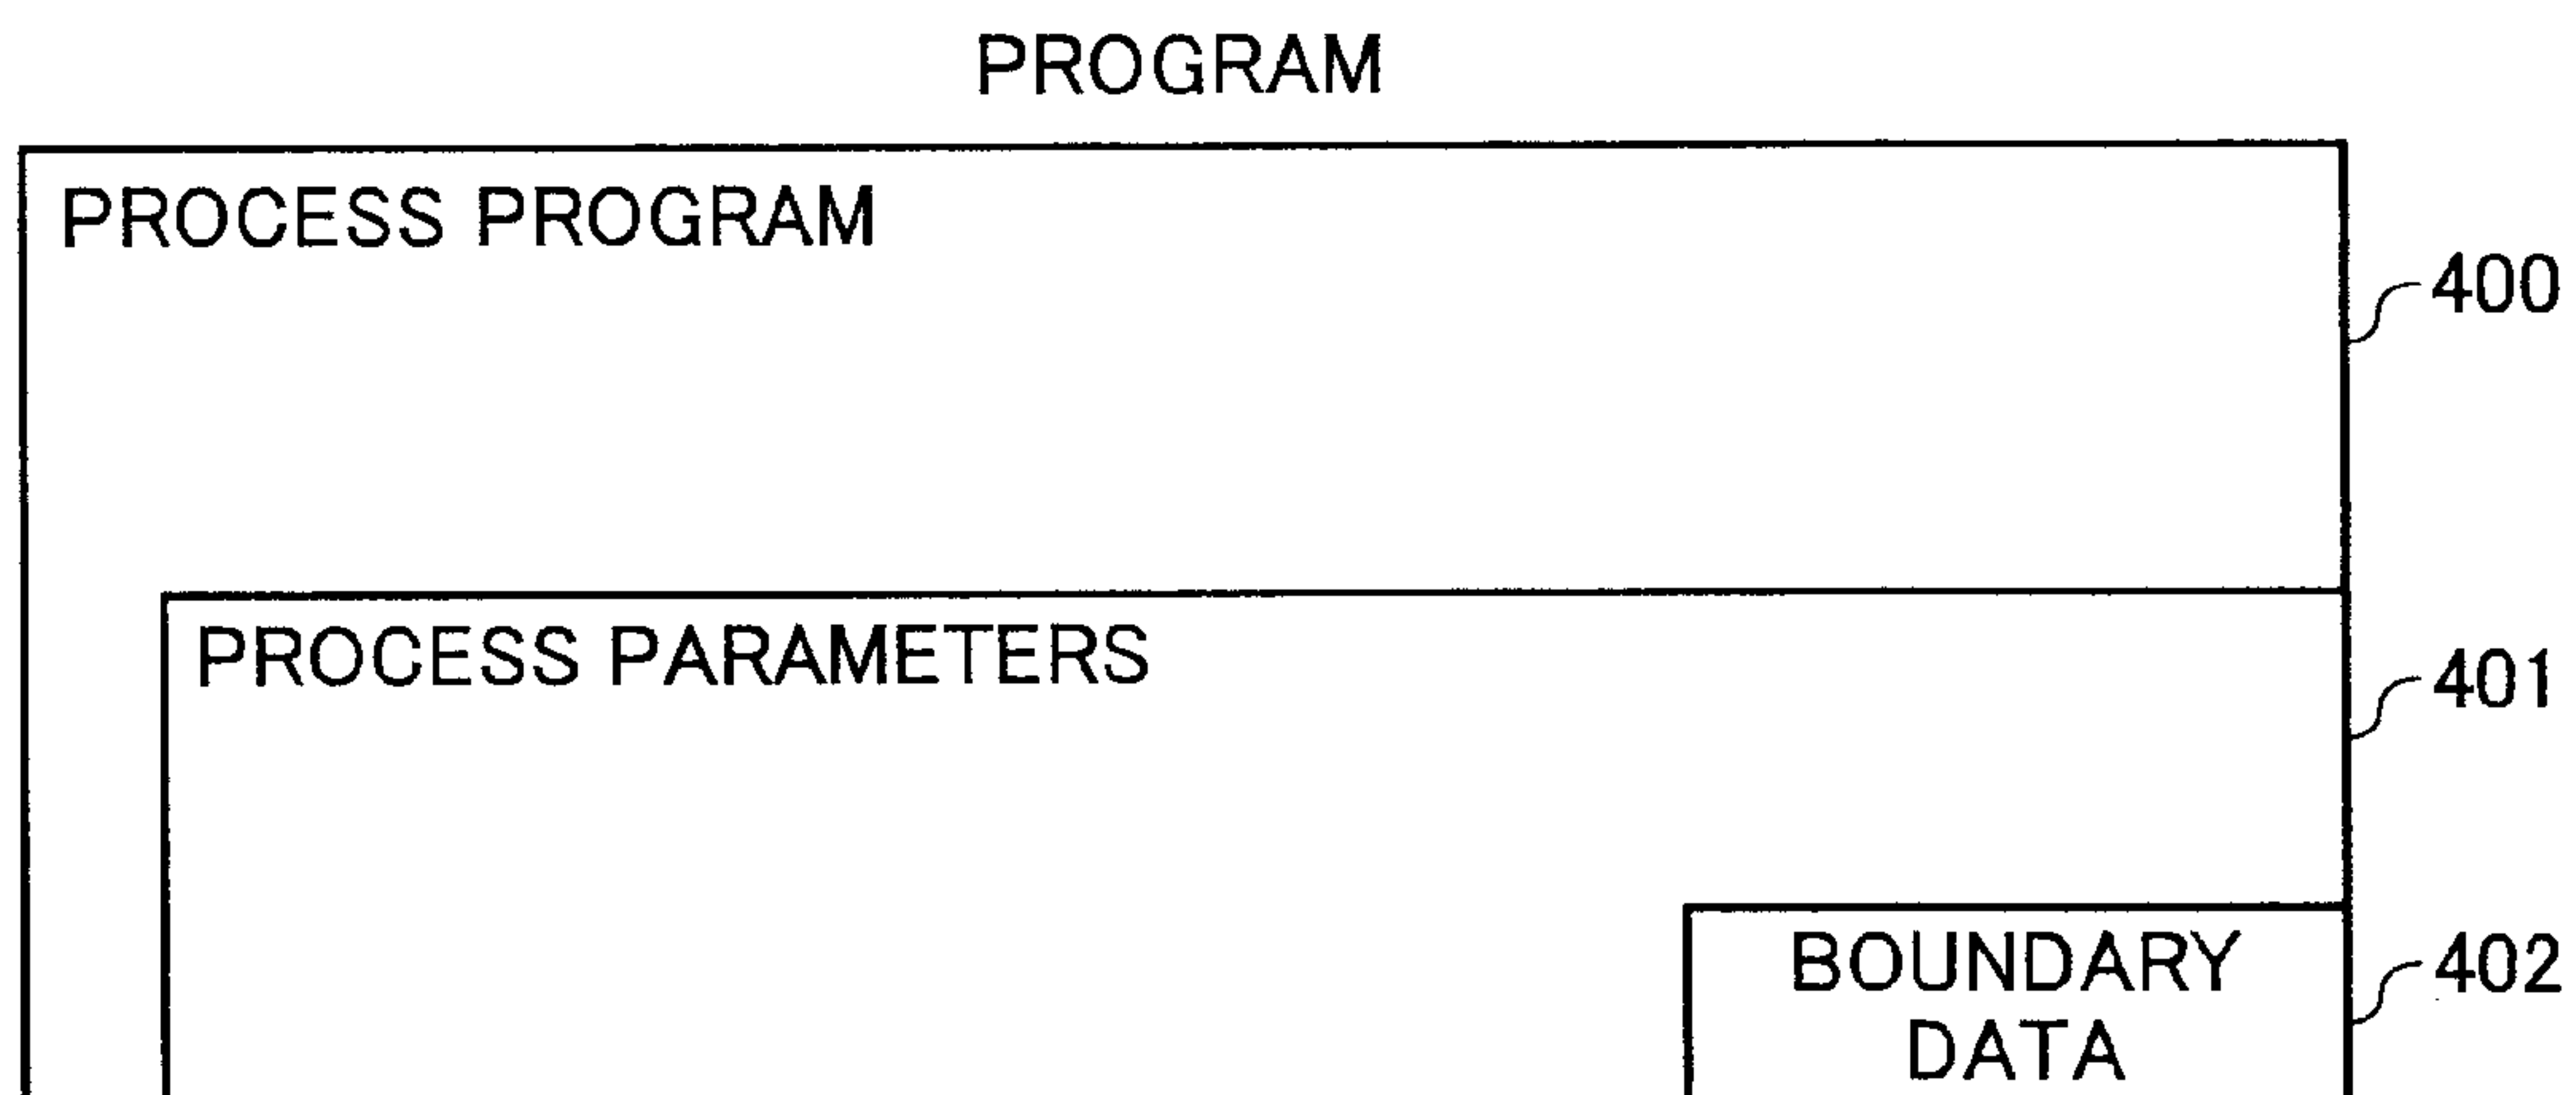 PROGRAM
PROCESS PROGRAM
400
PROCESS PARAMETERS
401
BOUNDARY
DATA
402